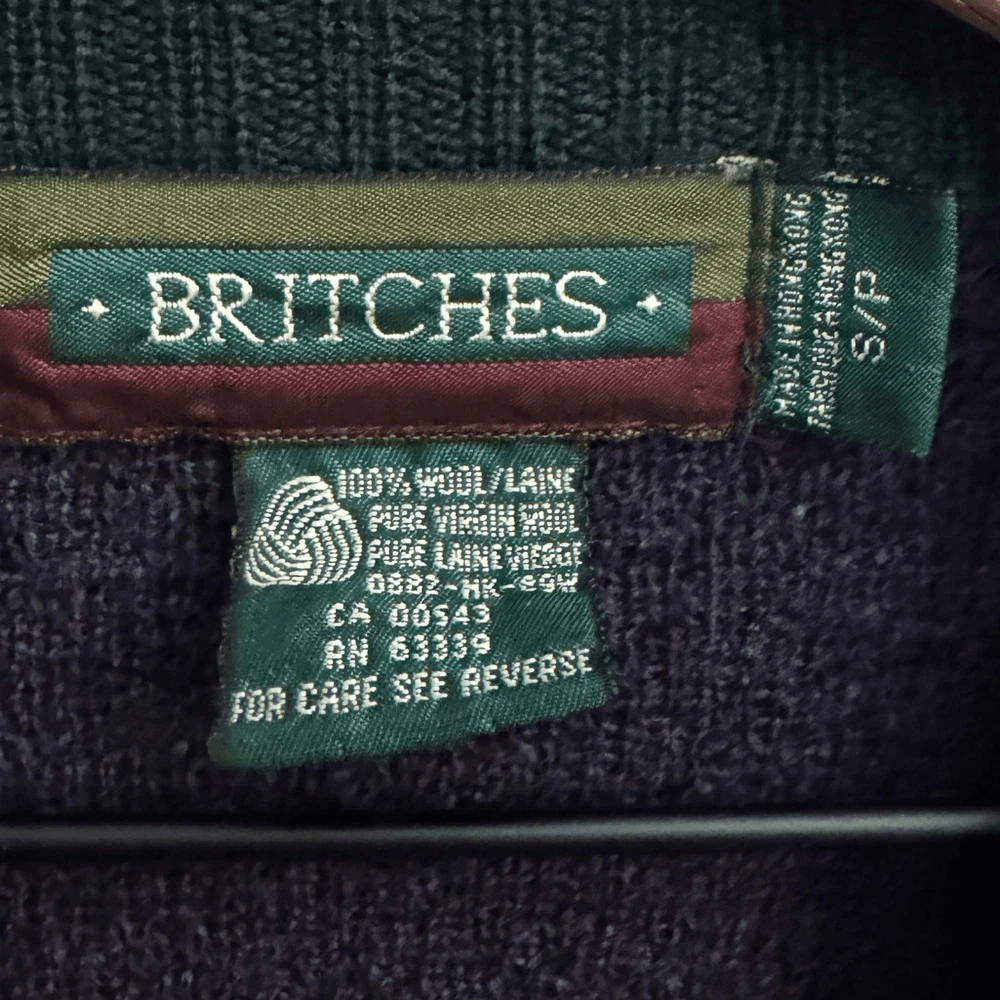 BRITCHES
MADE IN HONG KONG
FABRIQUE A HONG KONG
S/P
100% WOOL/LAINE
PURE VIRGIN WOOL
PURE LAINE VIERGE
CA 00543
RN 63339
FOR CARE SEE REVERSE